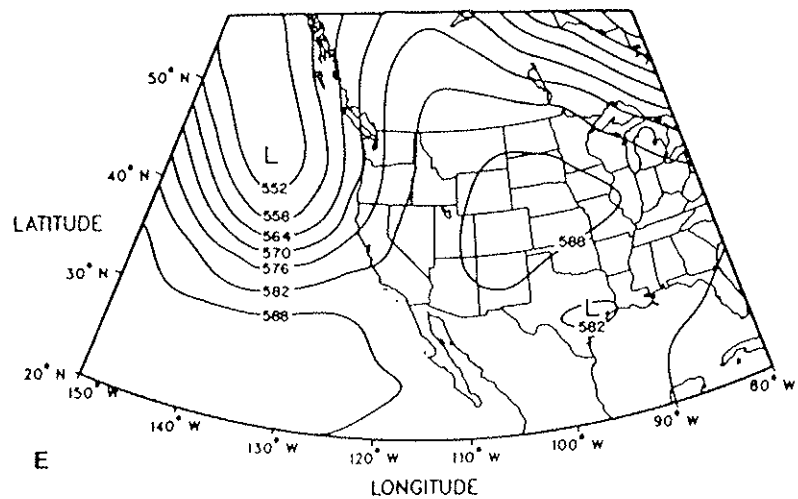 50° N
L
40° N
552
558
LATITUDE
564
570
588
576
30° N
582
588
L
582
20° N
150° W
80° W
140° W
90° W
130° W
100° W
120° W
110° W
E
LONGITUDE